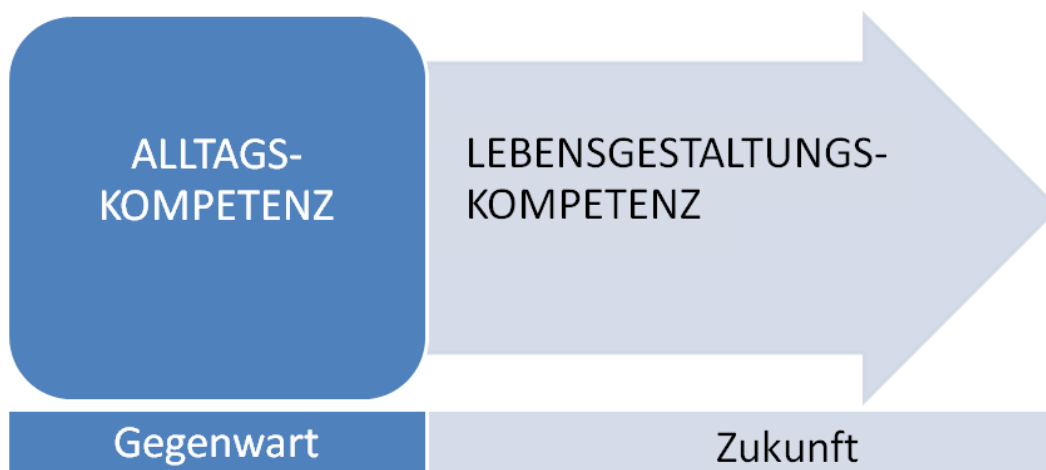 ALLTAGS-
KOMPETENZ
LEBENSGESTALTUNGS-
KOMPETENZ
Gegenwart
Zukunft